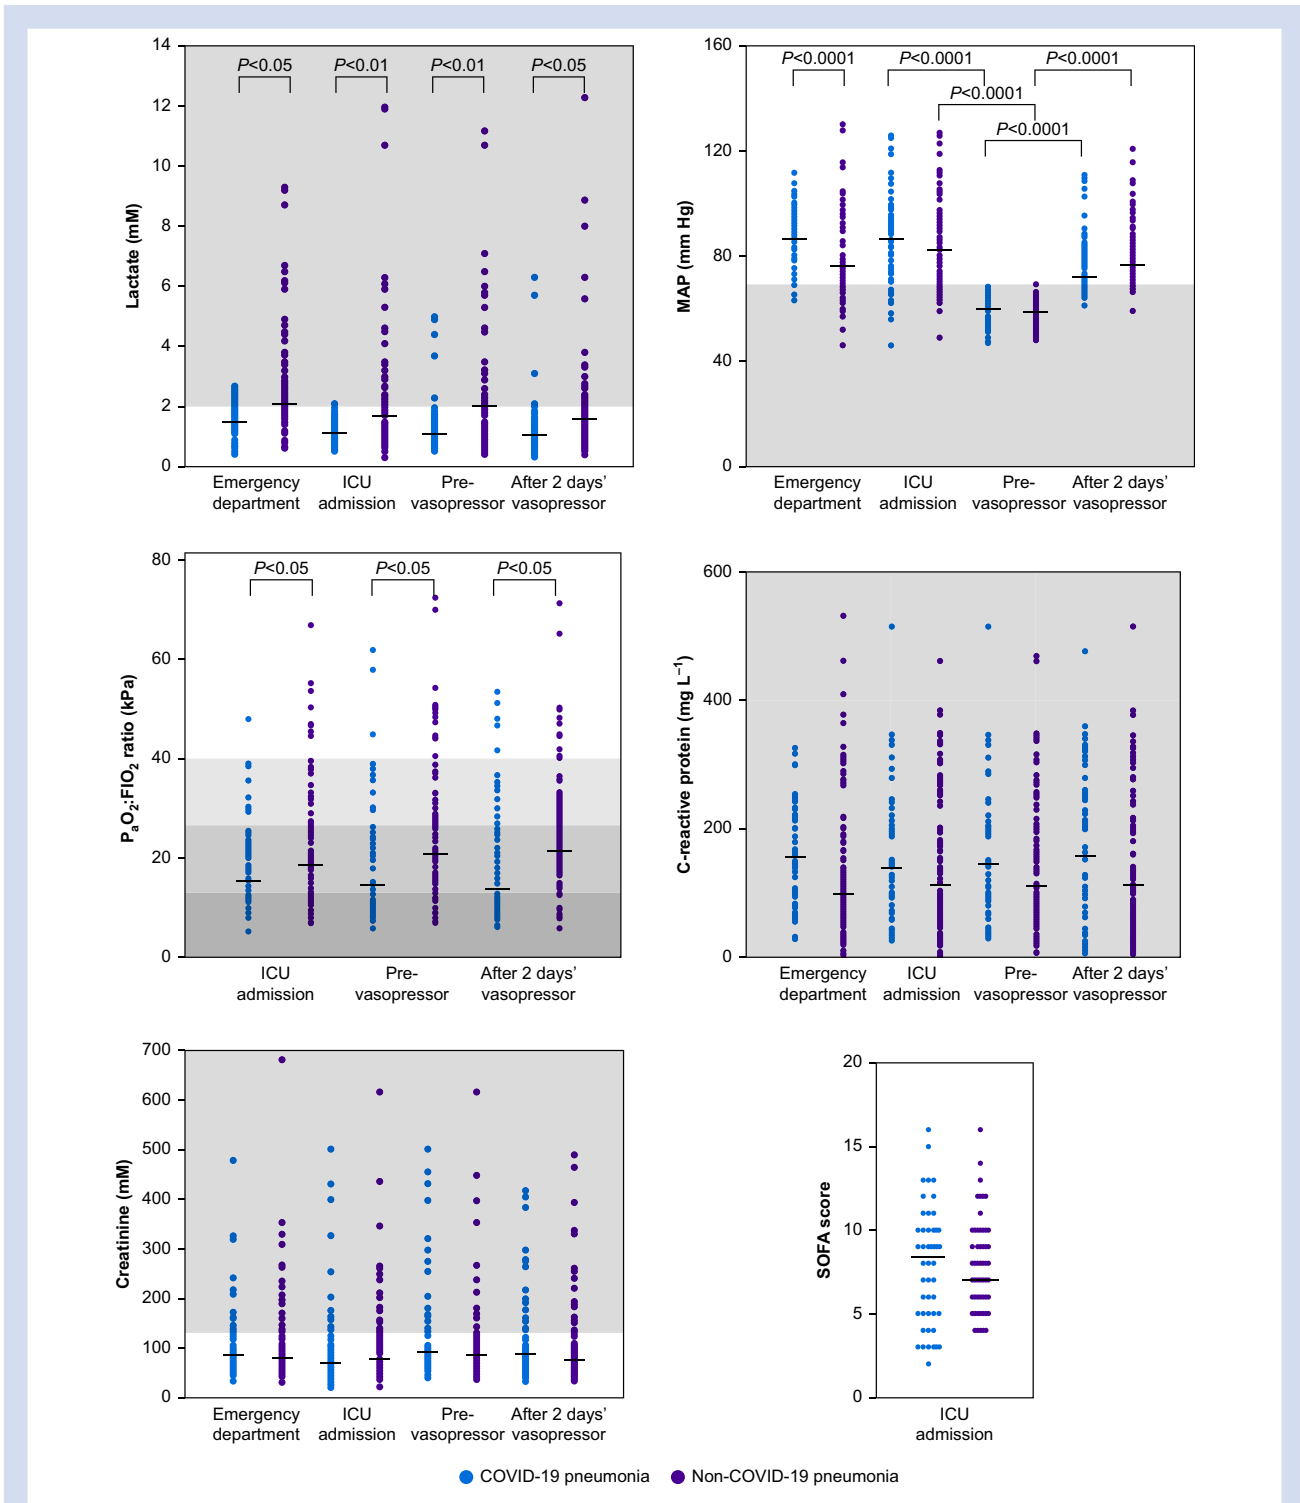 14
12
10
8
6
4
2
0
Lactate (mM)
P<0.05
P<0.01
P<0.01
P<0.05
Emergency department
ICU admission
Pre-vasopressor
After 2 days’ vasopressor
160
120
80
40
0
MAP (mm Hg)
P<0.0001
P<0.0001
P<0.0001
P<0.0001
P<0.0001
Emergency department
ICU admission
Pre-vasopressor
After 2 days’ vasopressor
80
60
40
20
0
PaO2:FIO2 ratio (kPa)
P<0.05
P<0.05
P<0.05
ICU admission
Pre-vasopressor
After 2 days’ vasopressor
600
400
200
0
C-reactive protein (mg L⁻¹)
Emergency department
ICU admission
Pre-vasopressor
After 2 days’ vasopressor
700
600
500
400
300
200
100
0
Creatinine (mM)
Emergency department
ICU admission
Pre-vasopressor
After 2 days’ vasopressor
20
15
10
5
0
SOFA score
ICU admission
COVID-19 pneumonia
Non-COVID-19 pneumonia